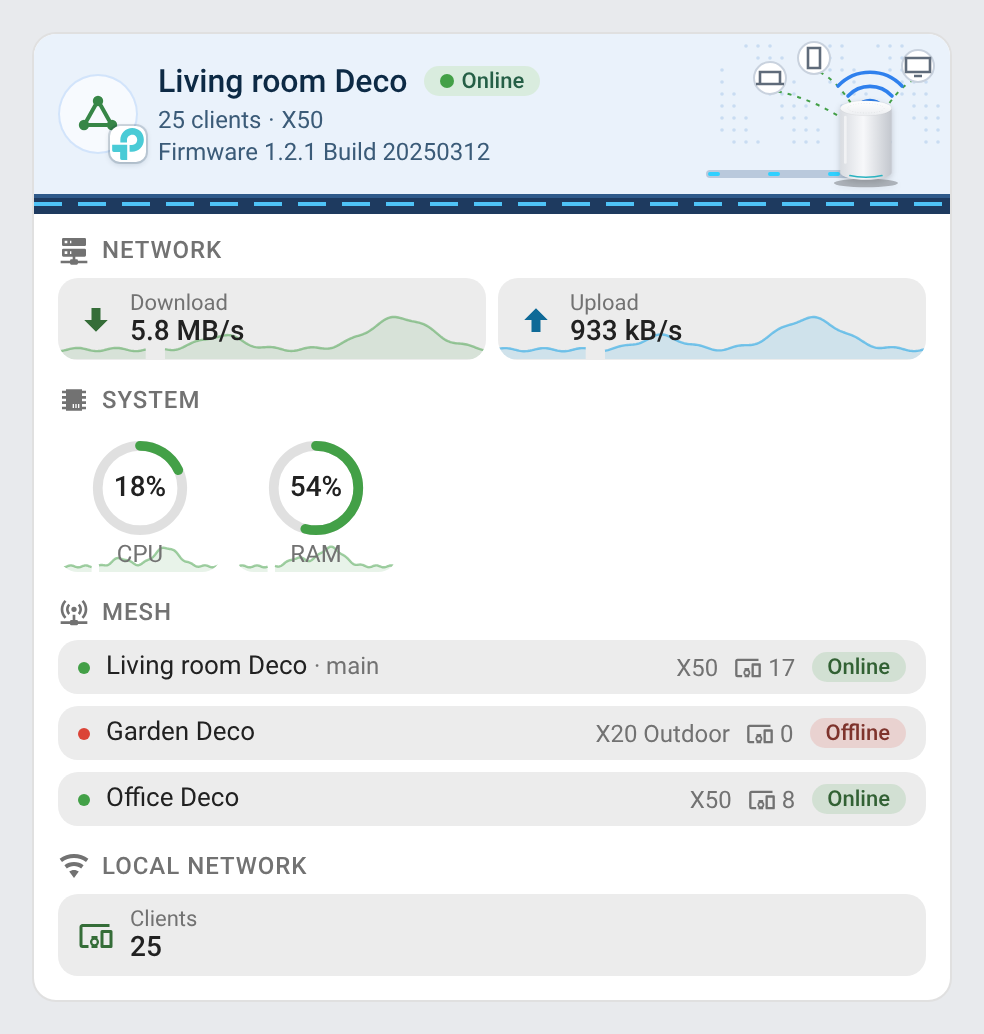 Living room Deco Online
25 clients · X50
Firmware 1.2.1 Build 20250312
NETWORK
Download
5.8 MB/s
Upload
933 kB/s
SYSTEM
18%
CPU
54%
RAM
MESH
Living room Deco · main X50 17 Online
Garden Deco X20 Outdoor 0 Offline
Office Deco X50 8 Online
LOCAL NETWORK
Clients
25